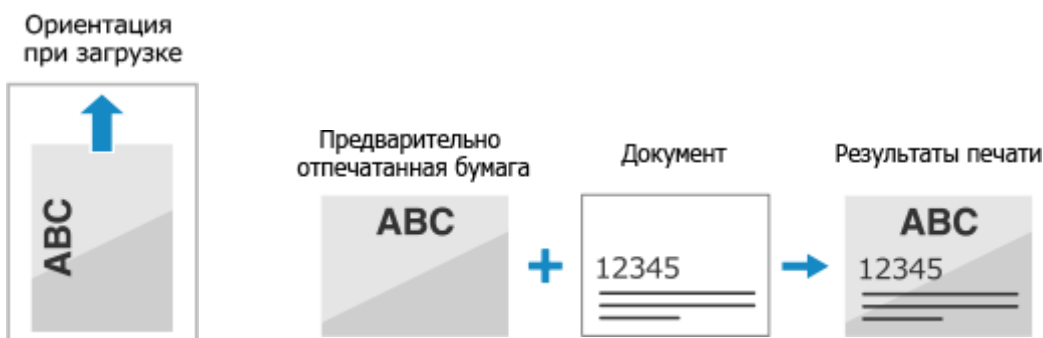 Ориентация
при загрузке
ABC
Предварительно
отпечатанная бумага
ABC
Документ
12345
Результаты печати
ABC
12345